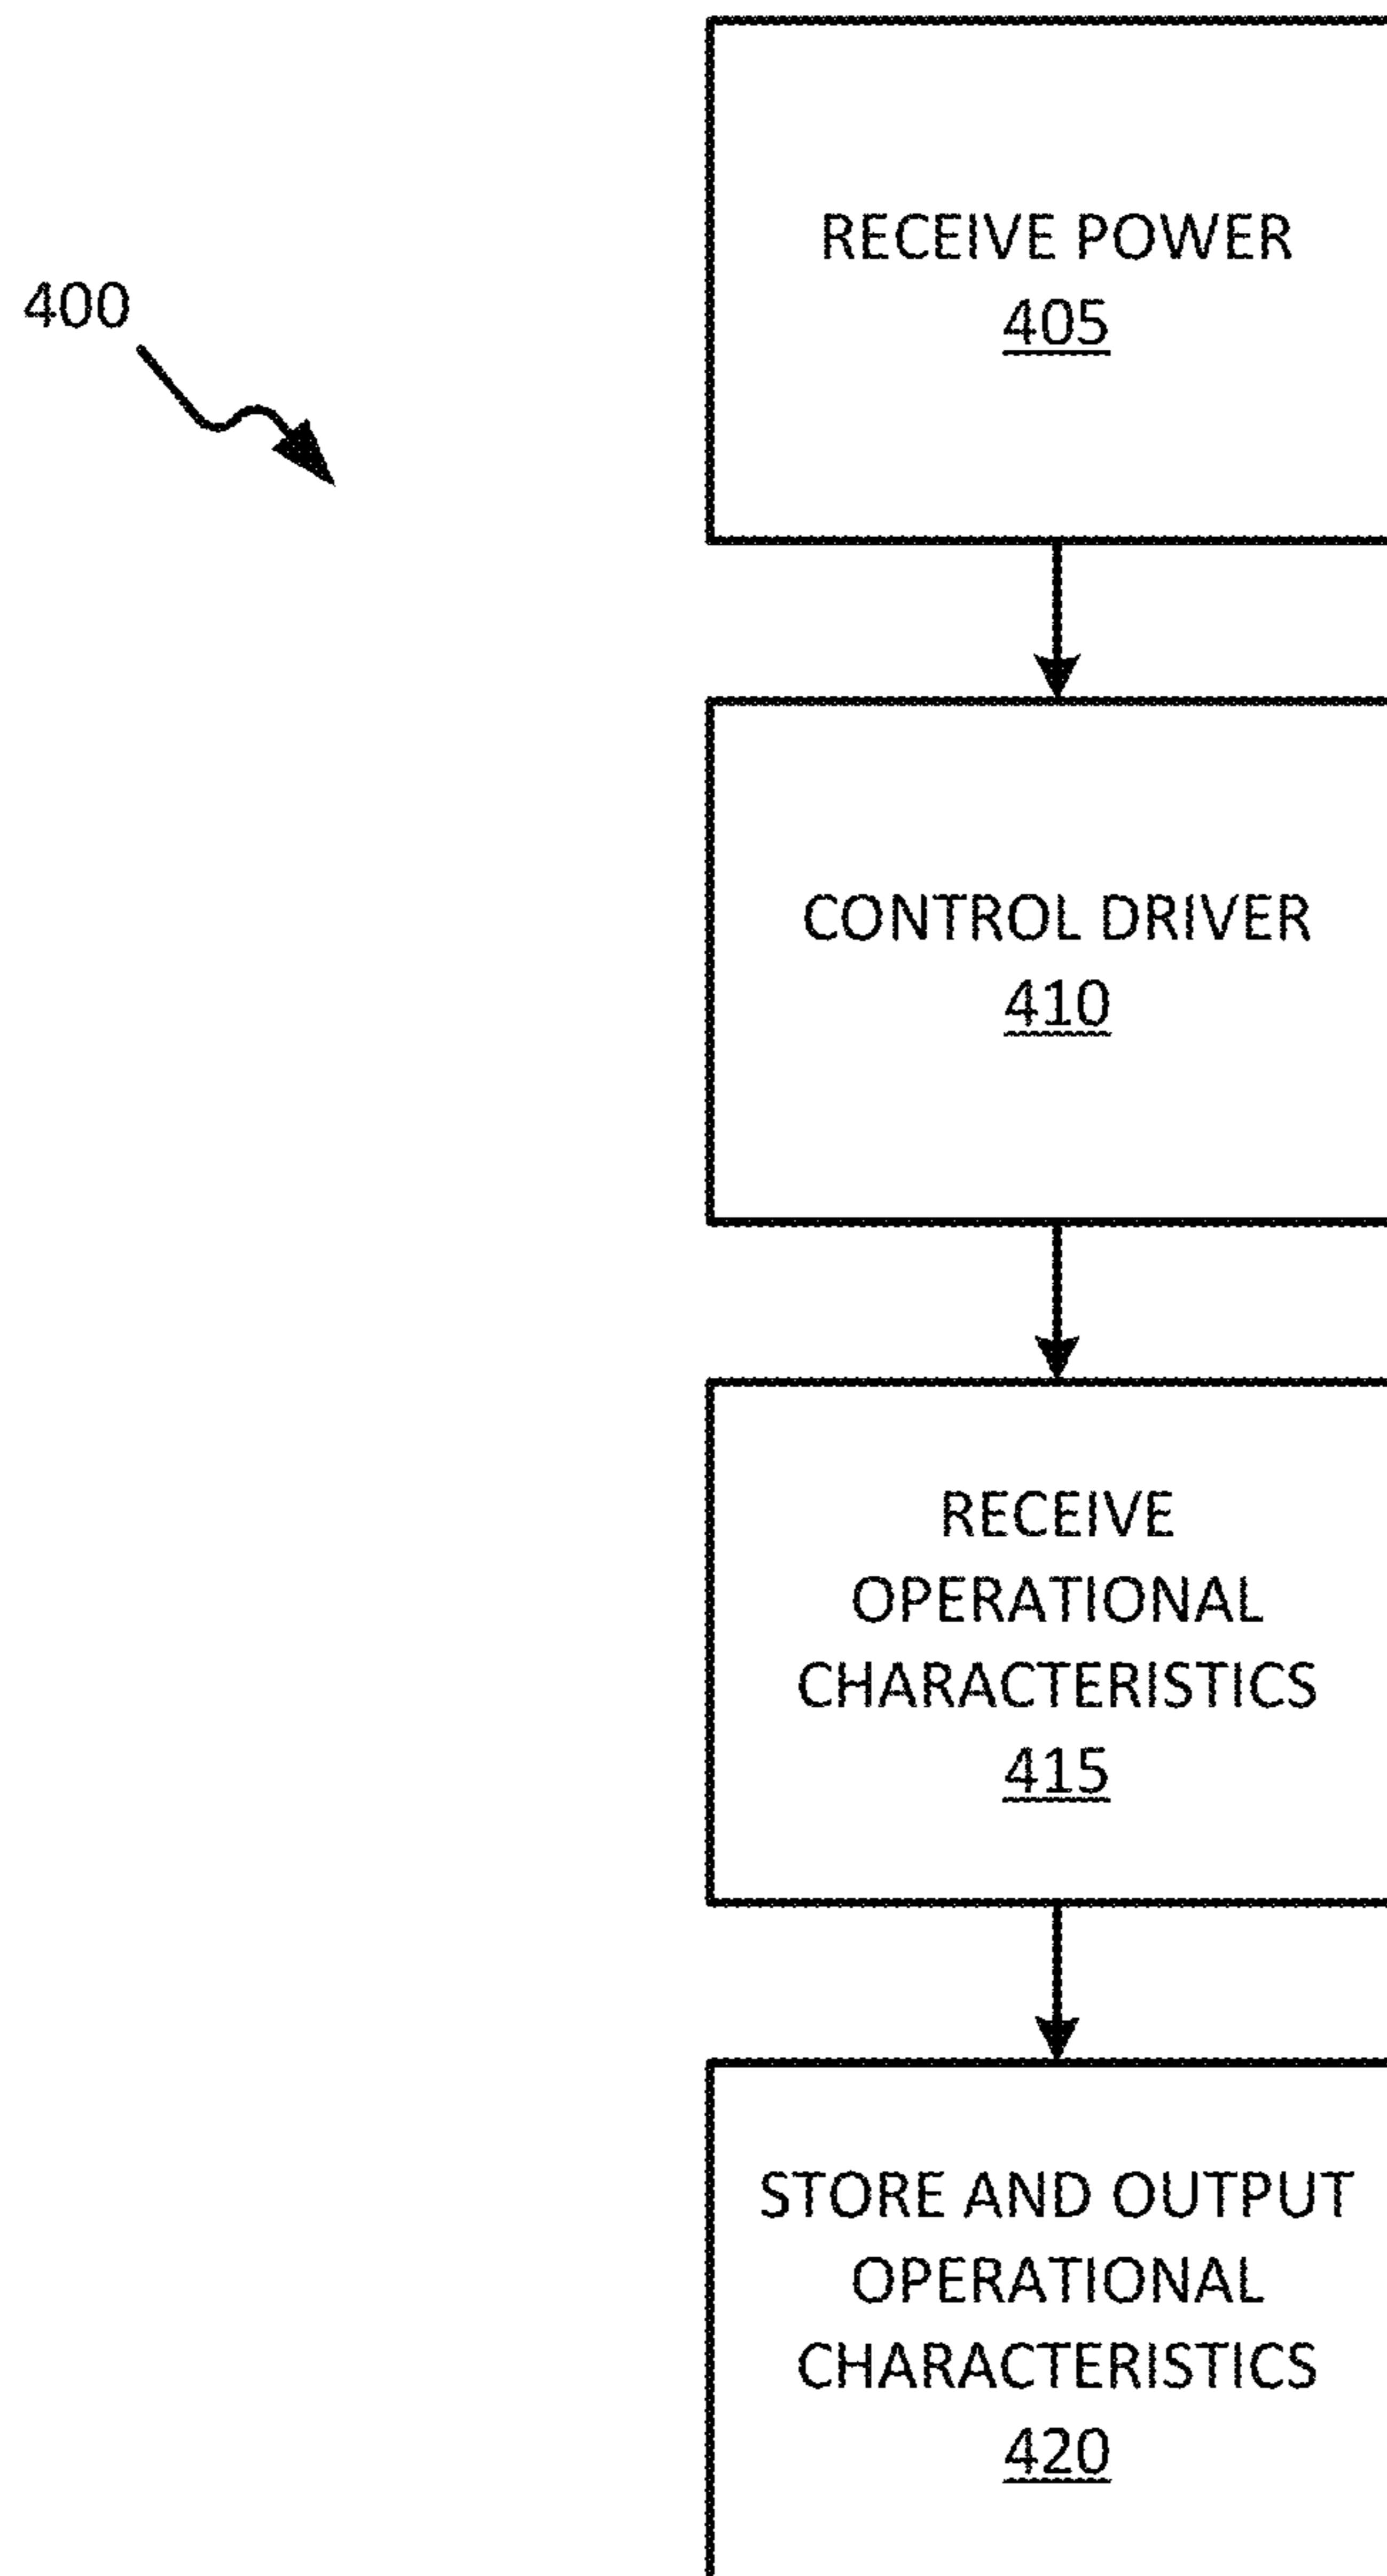 400
RECEIVE POWER
405
CONTROL DRIVER
410
RECEIVE
OPERATIONAL
CHARACTERISTICS
415
STORE AND OUTPUT
OPERATIONAL
CHARACTERISTICS
420